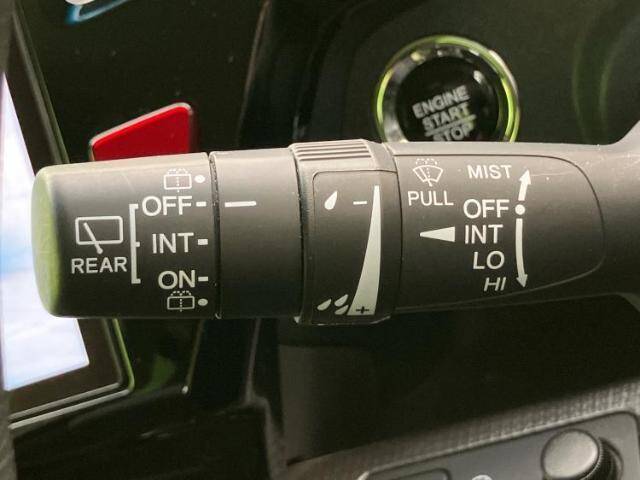 ENGINE
START
STOP
OFF
INT
REAR
ON
PULL
MIST
OFF
INT
LO
HI